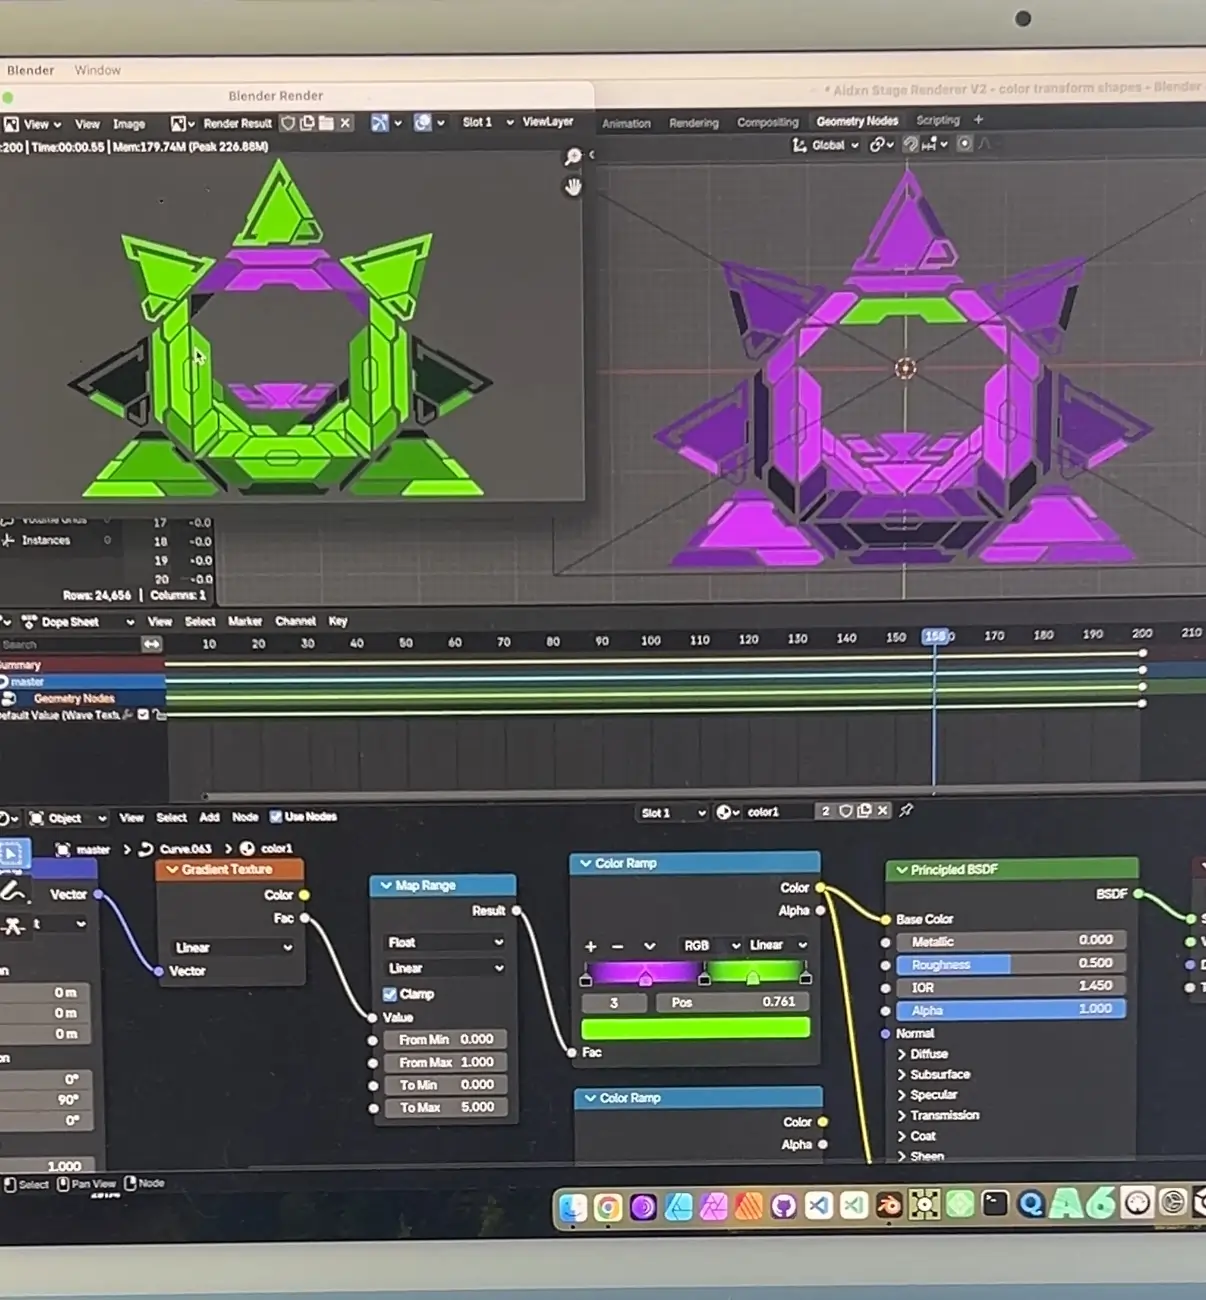 Blender Window
Blender Render
* Aidxn Stage Renderer V2 - color transform shapes - Blender
View View Image Render Result Slot 1 ViewLayer
Animation Rendering Compositing Geometry Nodes Scripting +
:200 | Time:00:00.55 | Mem:179.74M (Peak 226.88M)
Global
17 -0.0
Instances 0 18 -0.0
19 -0.0
20 -0.0
Rows: 24,656 | Columns: 1
Dope Sheet View Select Marker Channel Key
Search 10 20 30 40 50 60 70 80 90 100 110 120 130 140 150 158 170 180 190 200 210
ummary
master
Geometry Nodes
efault Value (Wave Text
Object View Select Add Node Use Nodes Slot 1 color1 2
master > Curve.063 > color1
Vector
Gradient Texture
Color
Fac
Linear
Vector
Map Range
Result
Float
Linear
Clamp
Value
From Min 0.000
From Max 1.000
To Min 0.000
To Max 5.000
Color Ramp
Color
Alpha
+ − RGB Linear
3 Pos 0.761
Fac
Color Ramp
Color
Alpha
Principled BSDF
BSDF
Base Color
Metallic 0.000
Roughness 0.500
IOR 1.450
Alpha 1.000
Normal
Diffuse
Subsurface
Specular
Transmission
Coat
Sheen
0 m
0 m
0 m
0°
90°
0°
1.000
Select Pan View Node